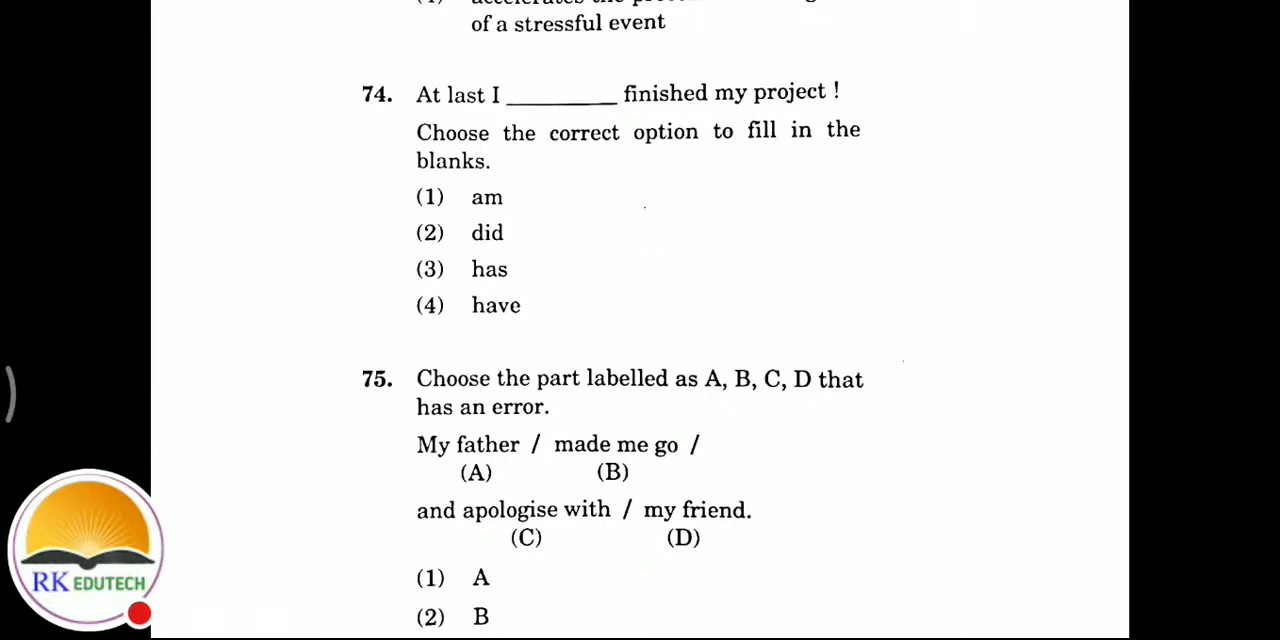 of a stressful event
74. At last I ________ finished my project !
Choose the correct option to fill in the
blanks.
(1) am
(2) did
(3) has
(4) have
75. Choose the part labelled as A, B, C, D that
has an error.
My father / made me go /
(A) (B)
and apologise with / my friend.
(C) (D)
(1) A
(2) B
RK EDUTECH